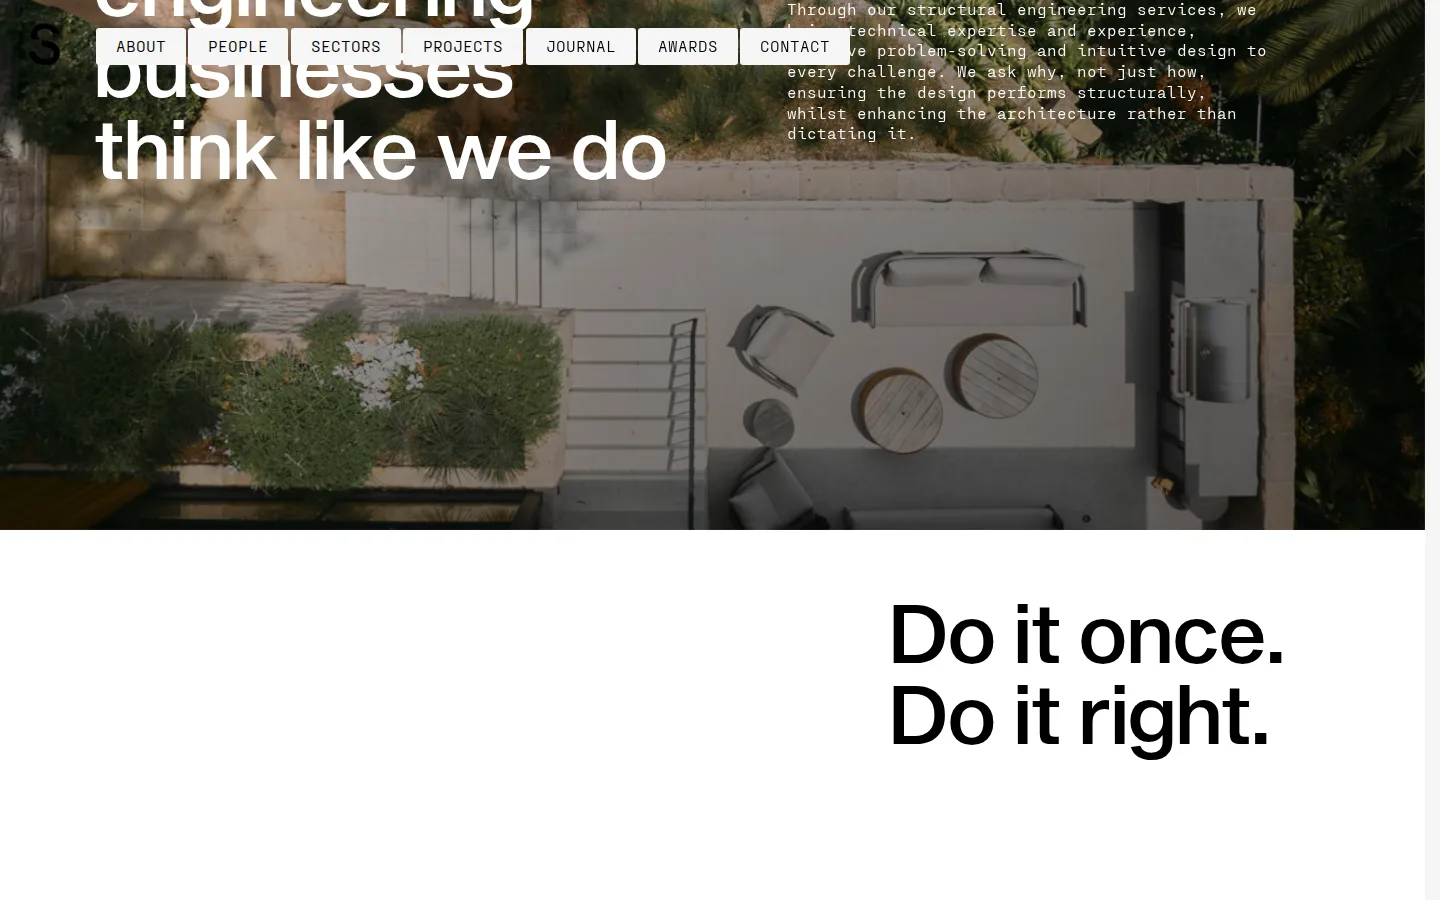 engineering
businesses
think like we do
S
ABOUT PEOPLE SECTORS PROJECTS JOURNAL AWARDS CONTACT
Through our structural engineering services, we
technical expertise and experience,
problem-solving and intuitive design to
every challenge. We ask why, not just how,
ensuring the design performs structurally,
whilst enhancing the architecture rather than
dictating it.
Do it once.
Do it right.